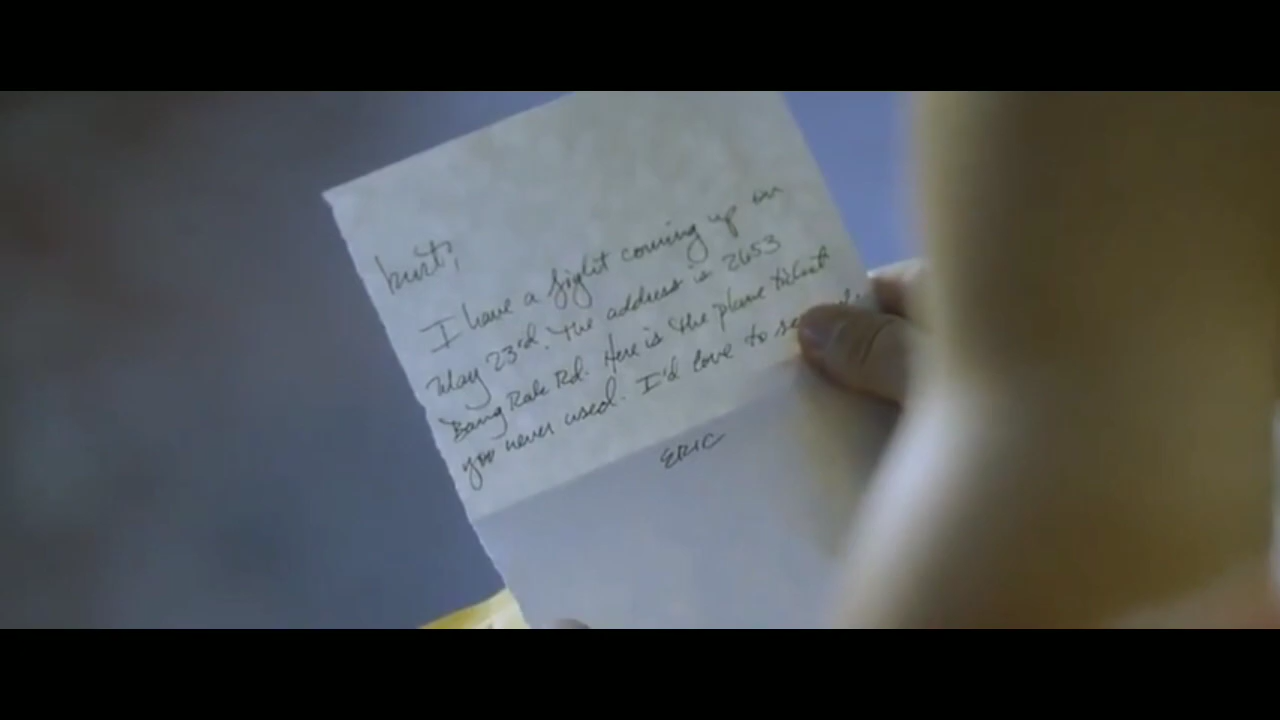 Kurt,
I have a fight coming up on
May 23rd. The address is 2653
Bang Rak Rd. Here is the plane ticket
you never used. I'd love to see
ERIC